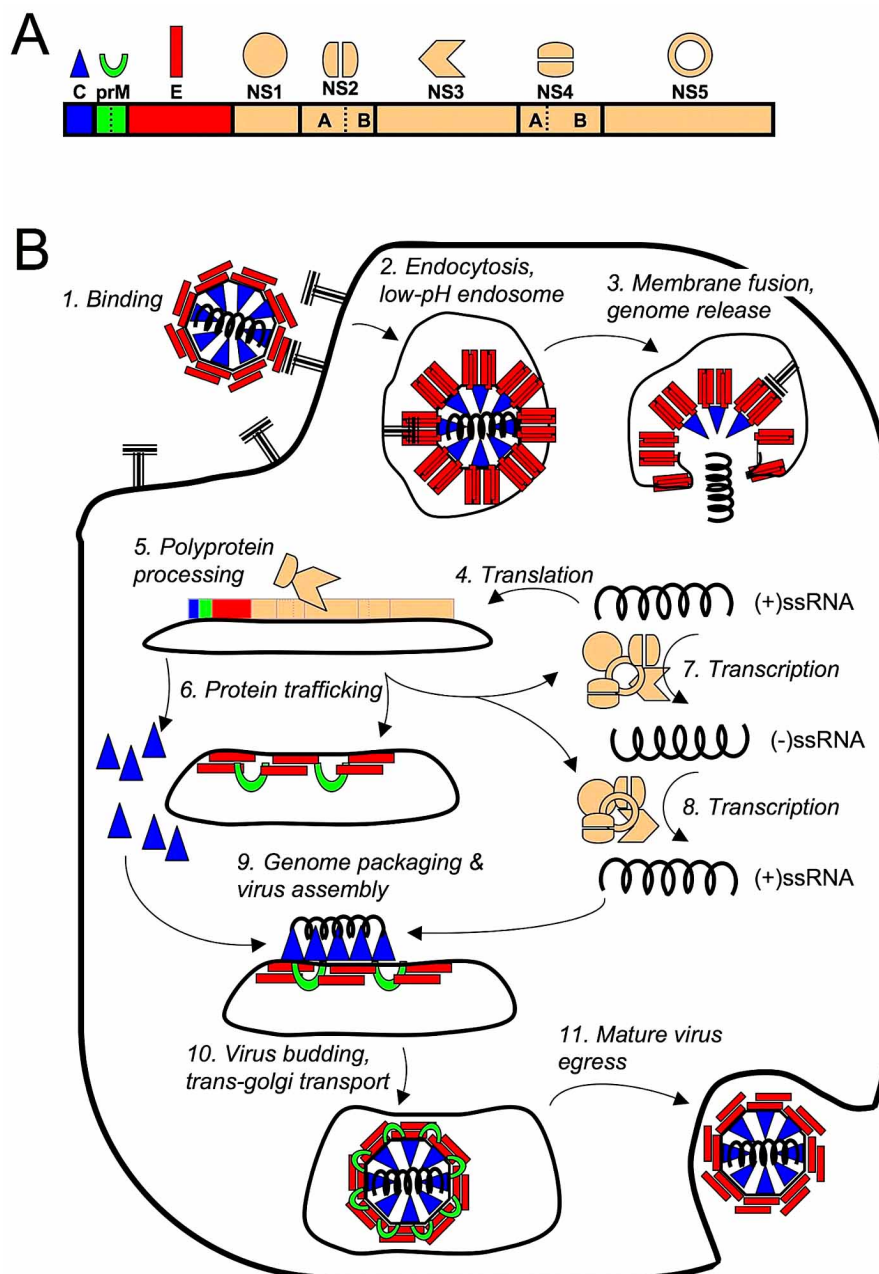 A
C prM E NS1 NS2 NS3 NS4 NS5
A B A B
B
1. Binding
2. Endocytosis,
low-pH endosome
3. Membrane fusion,
genome release
5. Polyprotein
processing
4. Translation
(+)ssRNA
7. Transcription
6. Protein trafficking
(-)ssRNA
8. Transcription
(+)ssRNA
9. Genome packaging &
virus assembly
10. Virus budding,
trans-golgi transport
11. Mature virus
egress